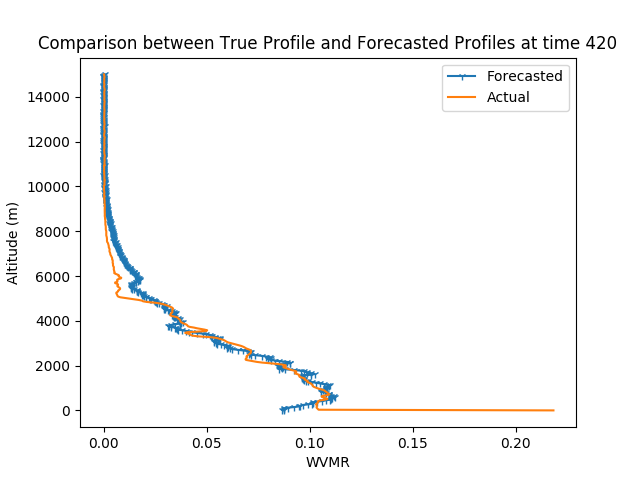 Comparison between True Profile and Forecasted Profiles at time 420
Forecasted
Actual
14000
12000
10000
8000
6000
4000
2000
0
Altitude (m)
0.00 0.05 0.10 0.15 0.20
WVMR